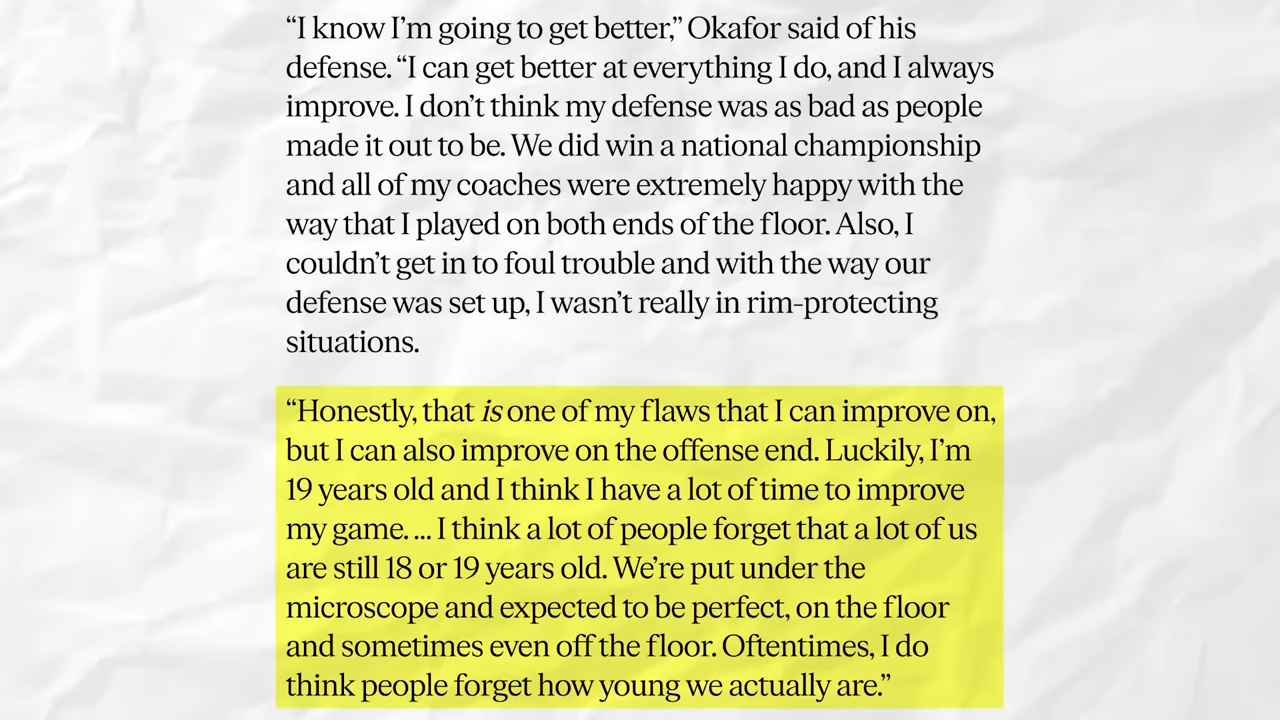 “I know I’m going to get better,” Okafor said of his
defense. “I can get better at everything I do, and I always
improve. I don’t think my defense was as bad as people
made it out to be. We did win a national championship
and all of my coaches were extremely happy with the
way that I played on both ends of the floor. Also, I
couldn’t get in to foul trouble and with the way our
defense was set up, I wasn’t really in rim-protecting
situations.
“Honestly, that is one of my flaws that I can improve on,
but I can also improve on the offense end. Luckily, I’m
19 years old and I think I have a lot of time to improve
my game. ... I think a lot of people forget that a lot of us
are still 18 or 19 years old. We’re put under the
microscope and expected to be perfect, on the floor
and sometimes even off the floor. Oftentimes, I do
think people forget how young we actually are.”